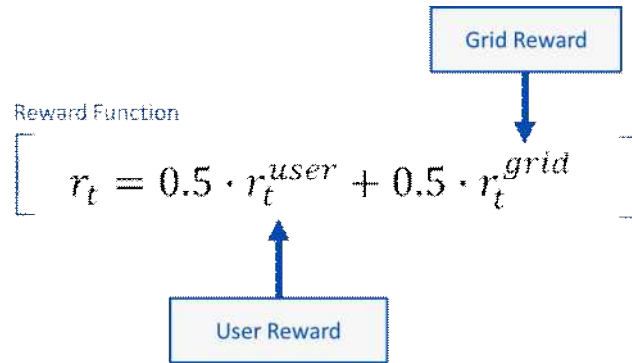 Grid Reward
Reward Function
r_t = 0.5 · r_t^{user} + 0.5 · r_t^{grid}
User Reward